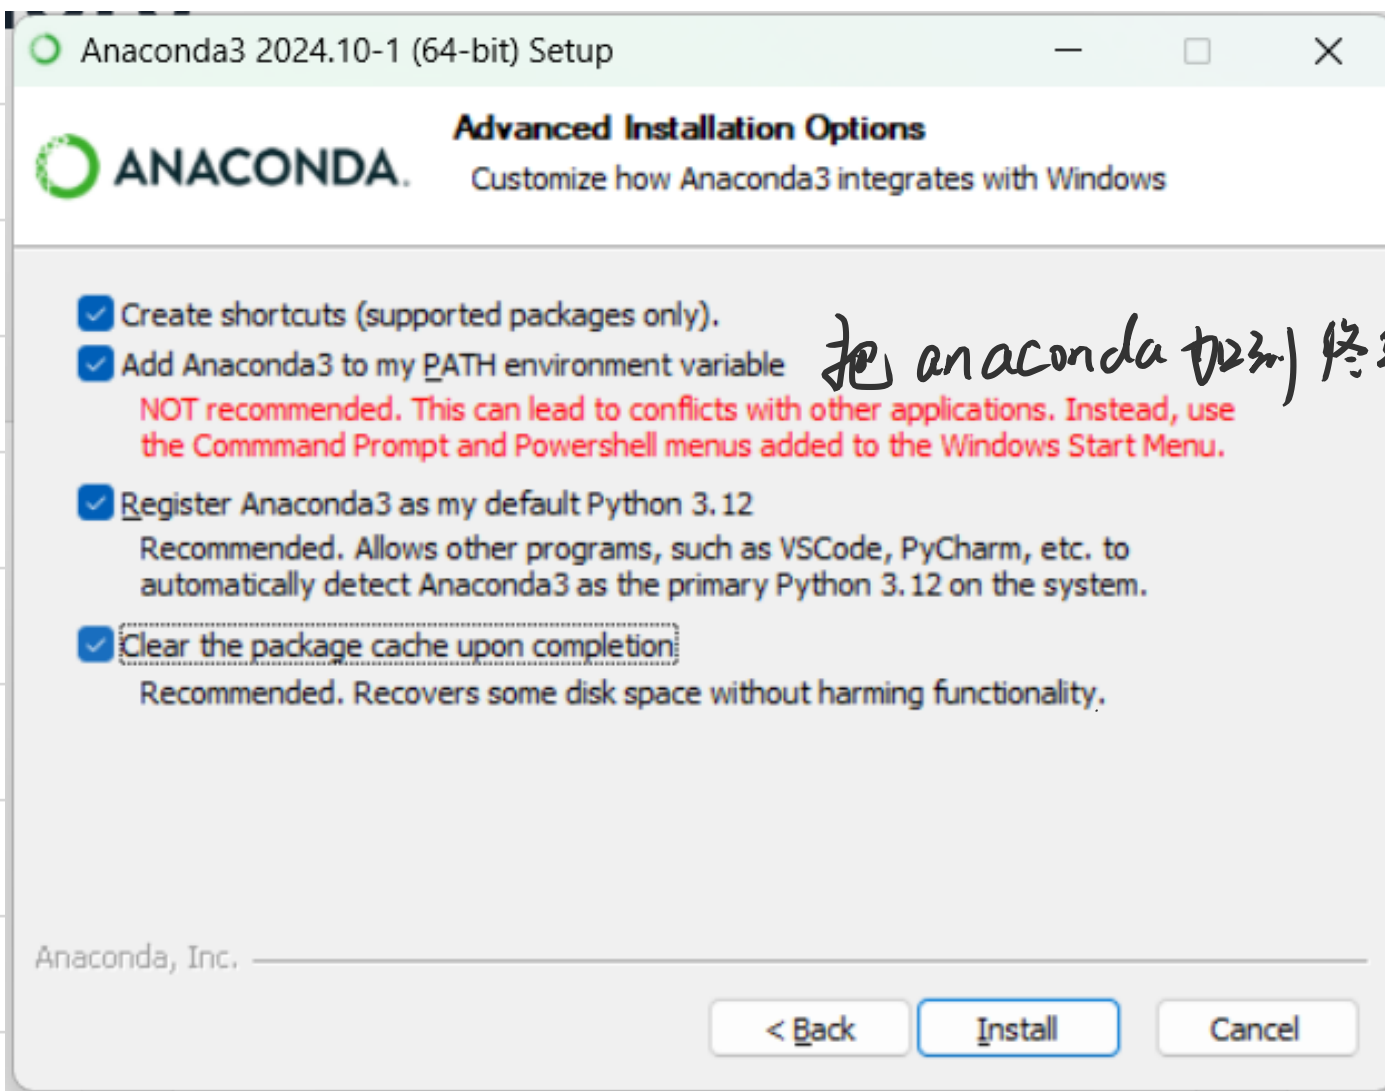 Anaconda3 2024.10-1 (64-bit) Setup
ANACONDA.
Advanced Installation Options
Customize how Anaconda3 integrates with Windows
Create shortcuts (supported packages only).
Add Anaconda3 to my PATH environment variable 把 anaconda 加到终
NOT recommended. This can lead to conflicts with other applications. Instead, use
the Commmand Prompt and Powershell menus added to the Windows Start Menu.
Register Anaconda3 as my default Python 3.12
Recommended. Allows other programs, such as VSCode, PyCharm, etc. to
automatically detect Anaconda3 as the primary Python 3.12 on the system.
Clear the package cache upon completion
Recommended. Recovers some disk space without harming functionality.
Anaconda, Inc.
< Back
Install
Cancel